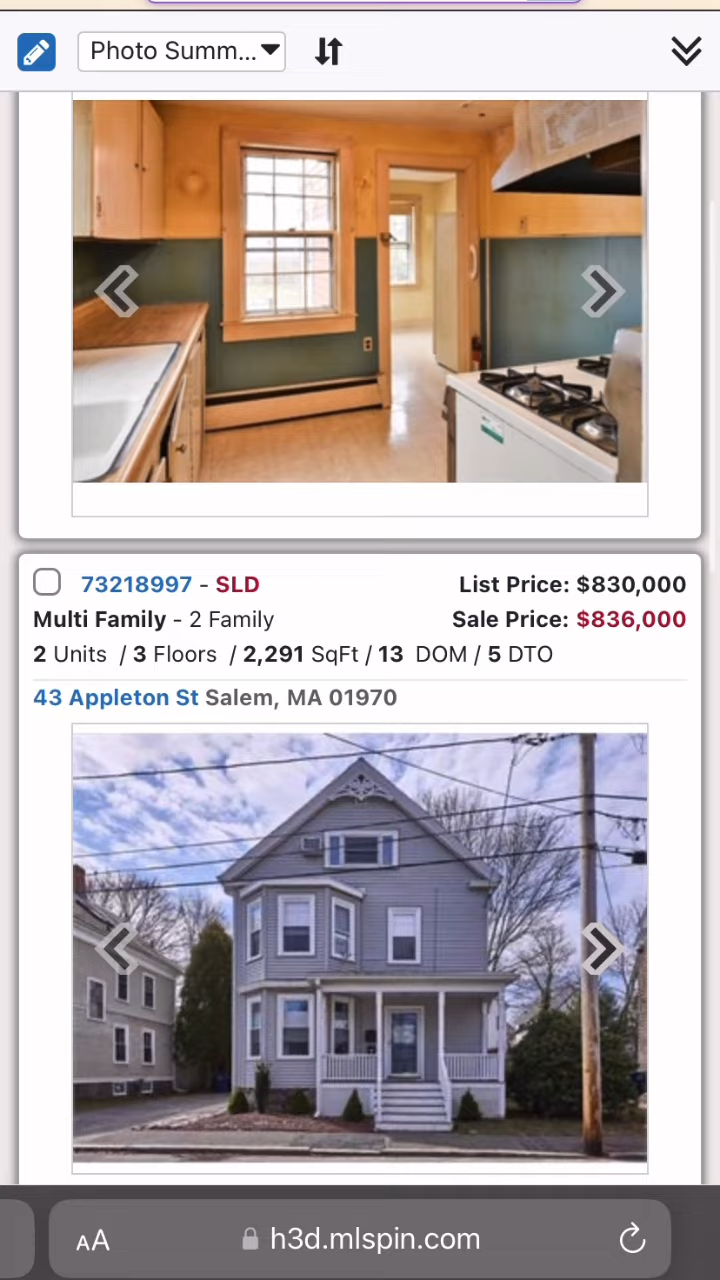 Photo Summ...
73218997 - SLD
List Price: $830,000
Multi Family - 2 Family
Sale Price: $836,000
2 Units / 3 Floors / 2,291 SqFt / 13 DOM / 5 DTO
43 Appleton St Salem, MA 01970
AA
h3d.mlspin.com